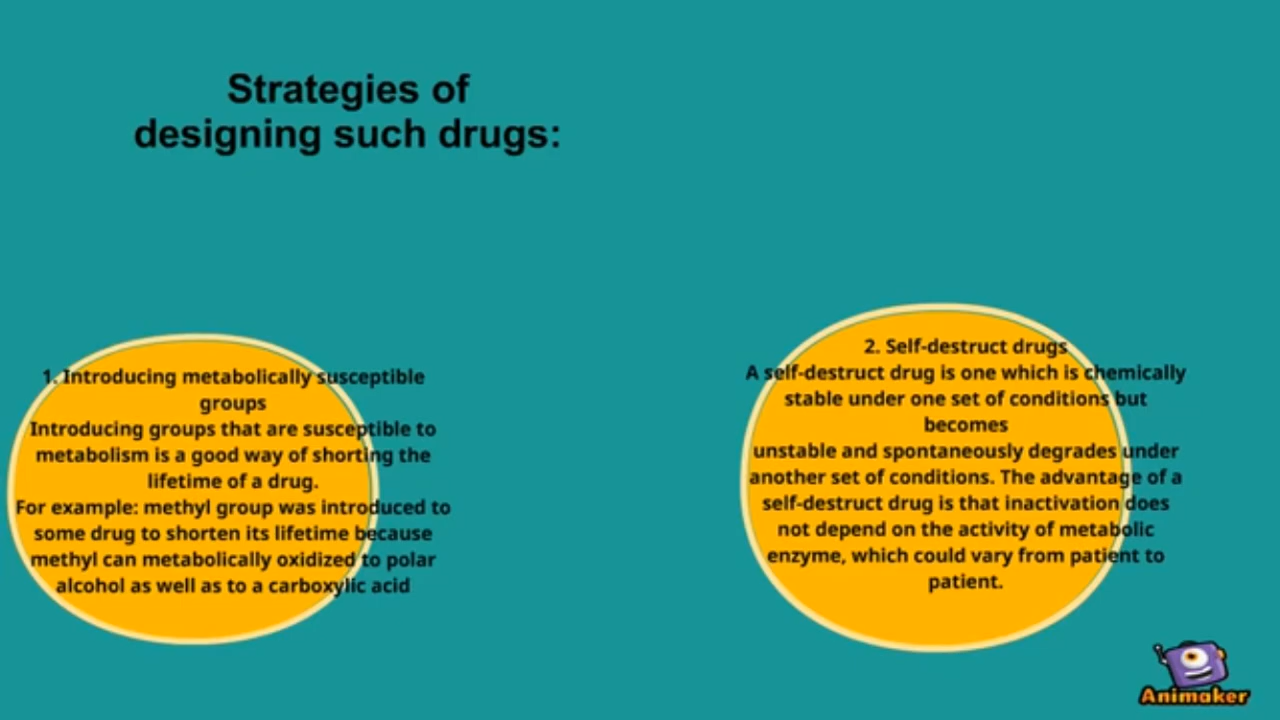 Strategies of
designing such drugs:
1. Introducing metabolically susceptible
groups
Introducing groups that are susceptible to
metabolism is a good way of shorting the
lifetime of a drug.
For example: methyl group was introduced to
some drug to shorten its lifetime because
methyl can metabolically oxidized to polar
alcohol as well as to a carboxylic acid
2. Self-destruct drugs
A self-destruct drug is one which is chemically
stable under one set of conditions but
becomes
unstable and spontaneously degrades under
another set of conditions. The advantage of a
self-destruct drug is that inactivation does
not depend on the activity of metabolic
enzyme, which could vary from patient to
patient.
Animaker